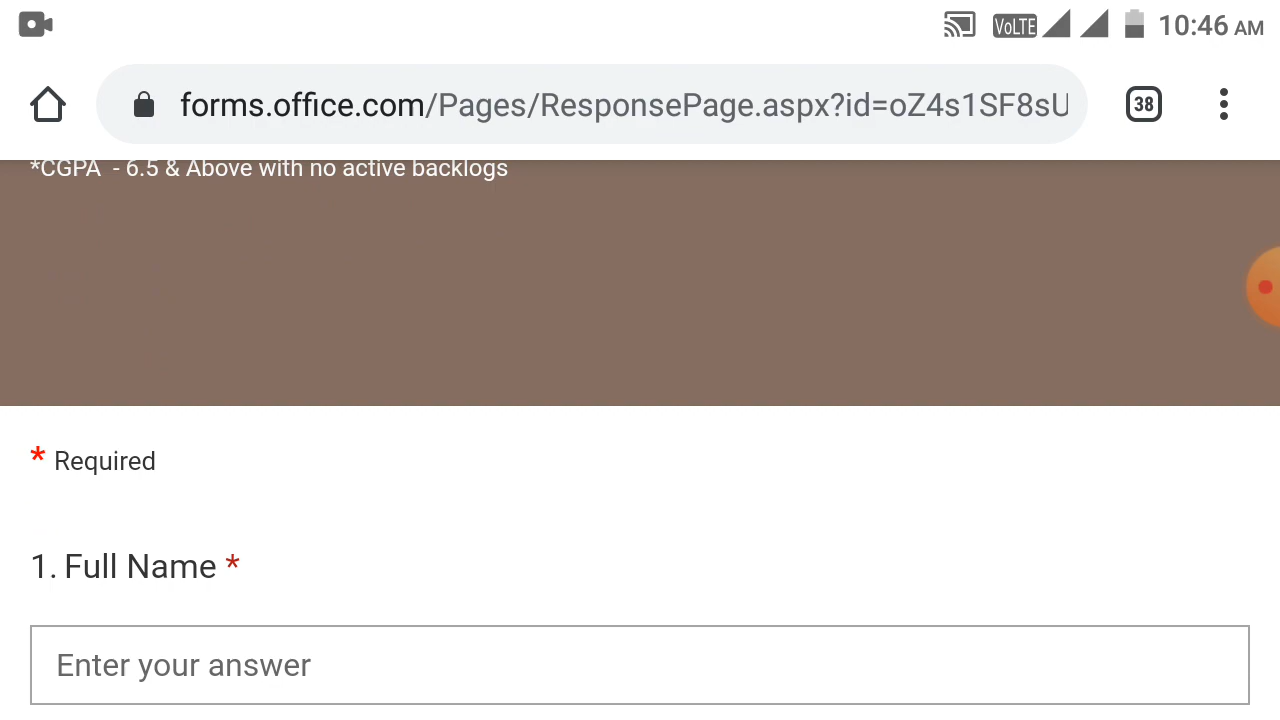 VoLTE 10:46 AM
forms.office.com/Pages/ResponsePage.aspx?id=oZ4s1SF8sU 38
*CGPA - 6.5 & Above with no active backlogs
* Required
1. Full Name *
Enter your answer